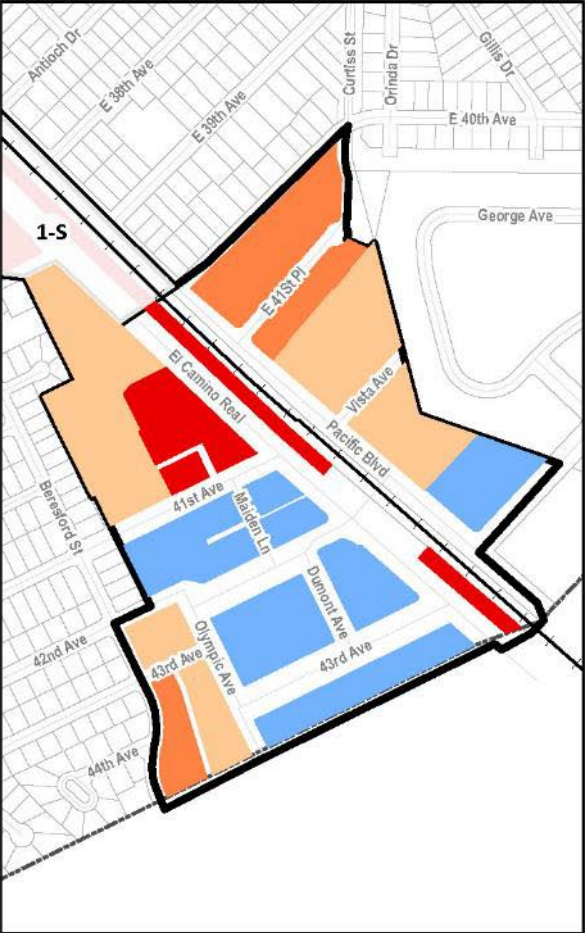 Antioch Dr
E 38th Ave
E 39th Ave
Curtiss St
Orinda Dr
Gillis Dr
E 40th Ave
George Ave
1-S
E 41St Pl
El Camino Real
Vista Ave
Pacific Blvd
41st Ave
Maiden Ln
Beresford St
Dumont Ave
Olympic Ave
42nd Ave
43rd Ave
43rd Ave
44th Ave